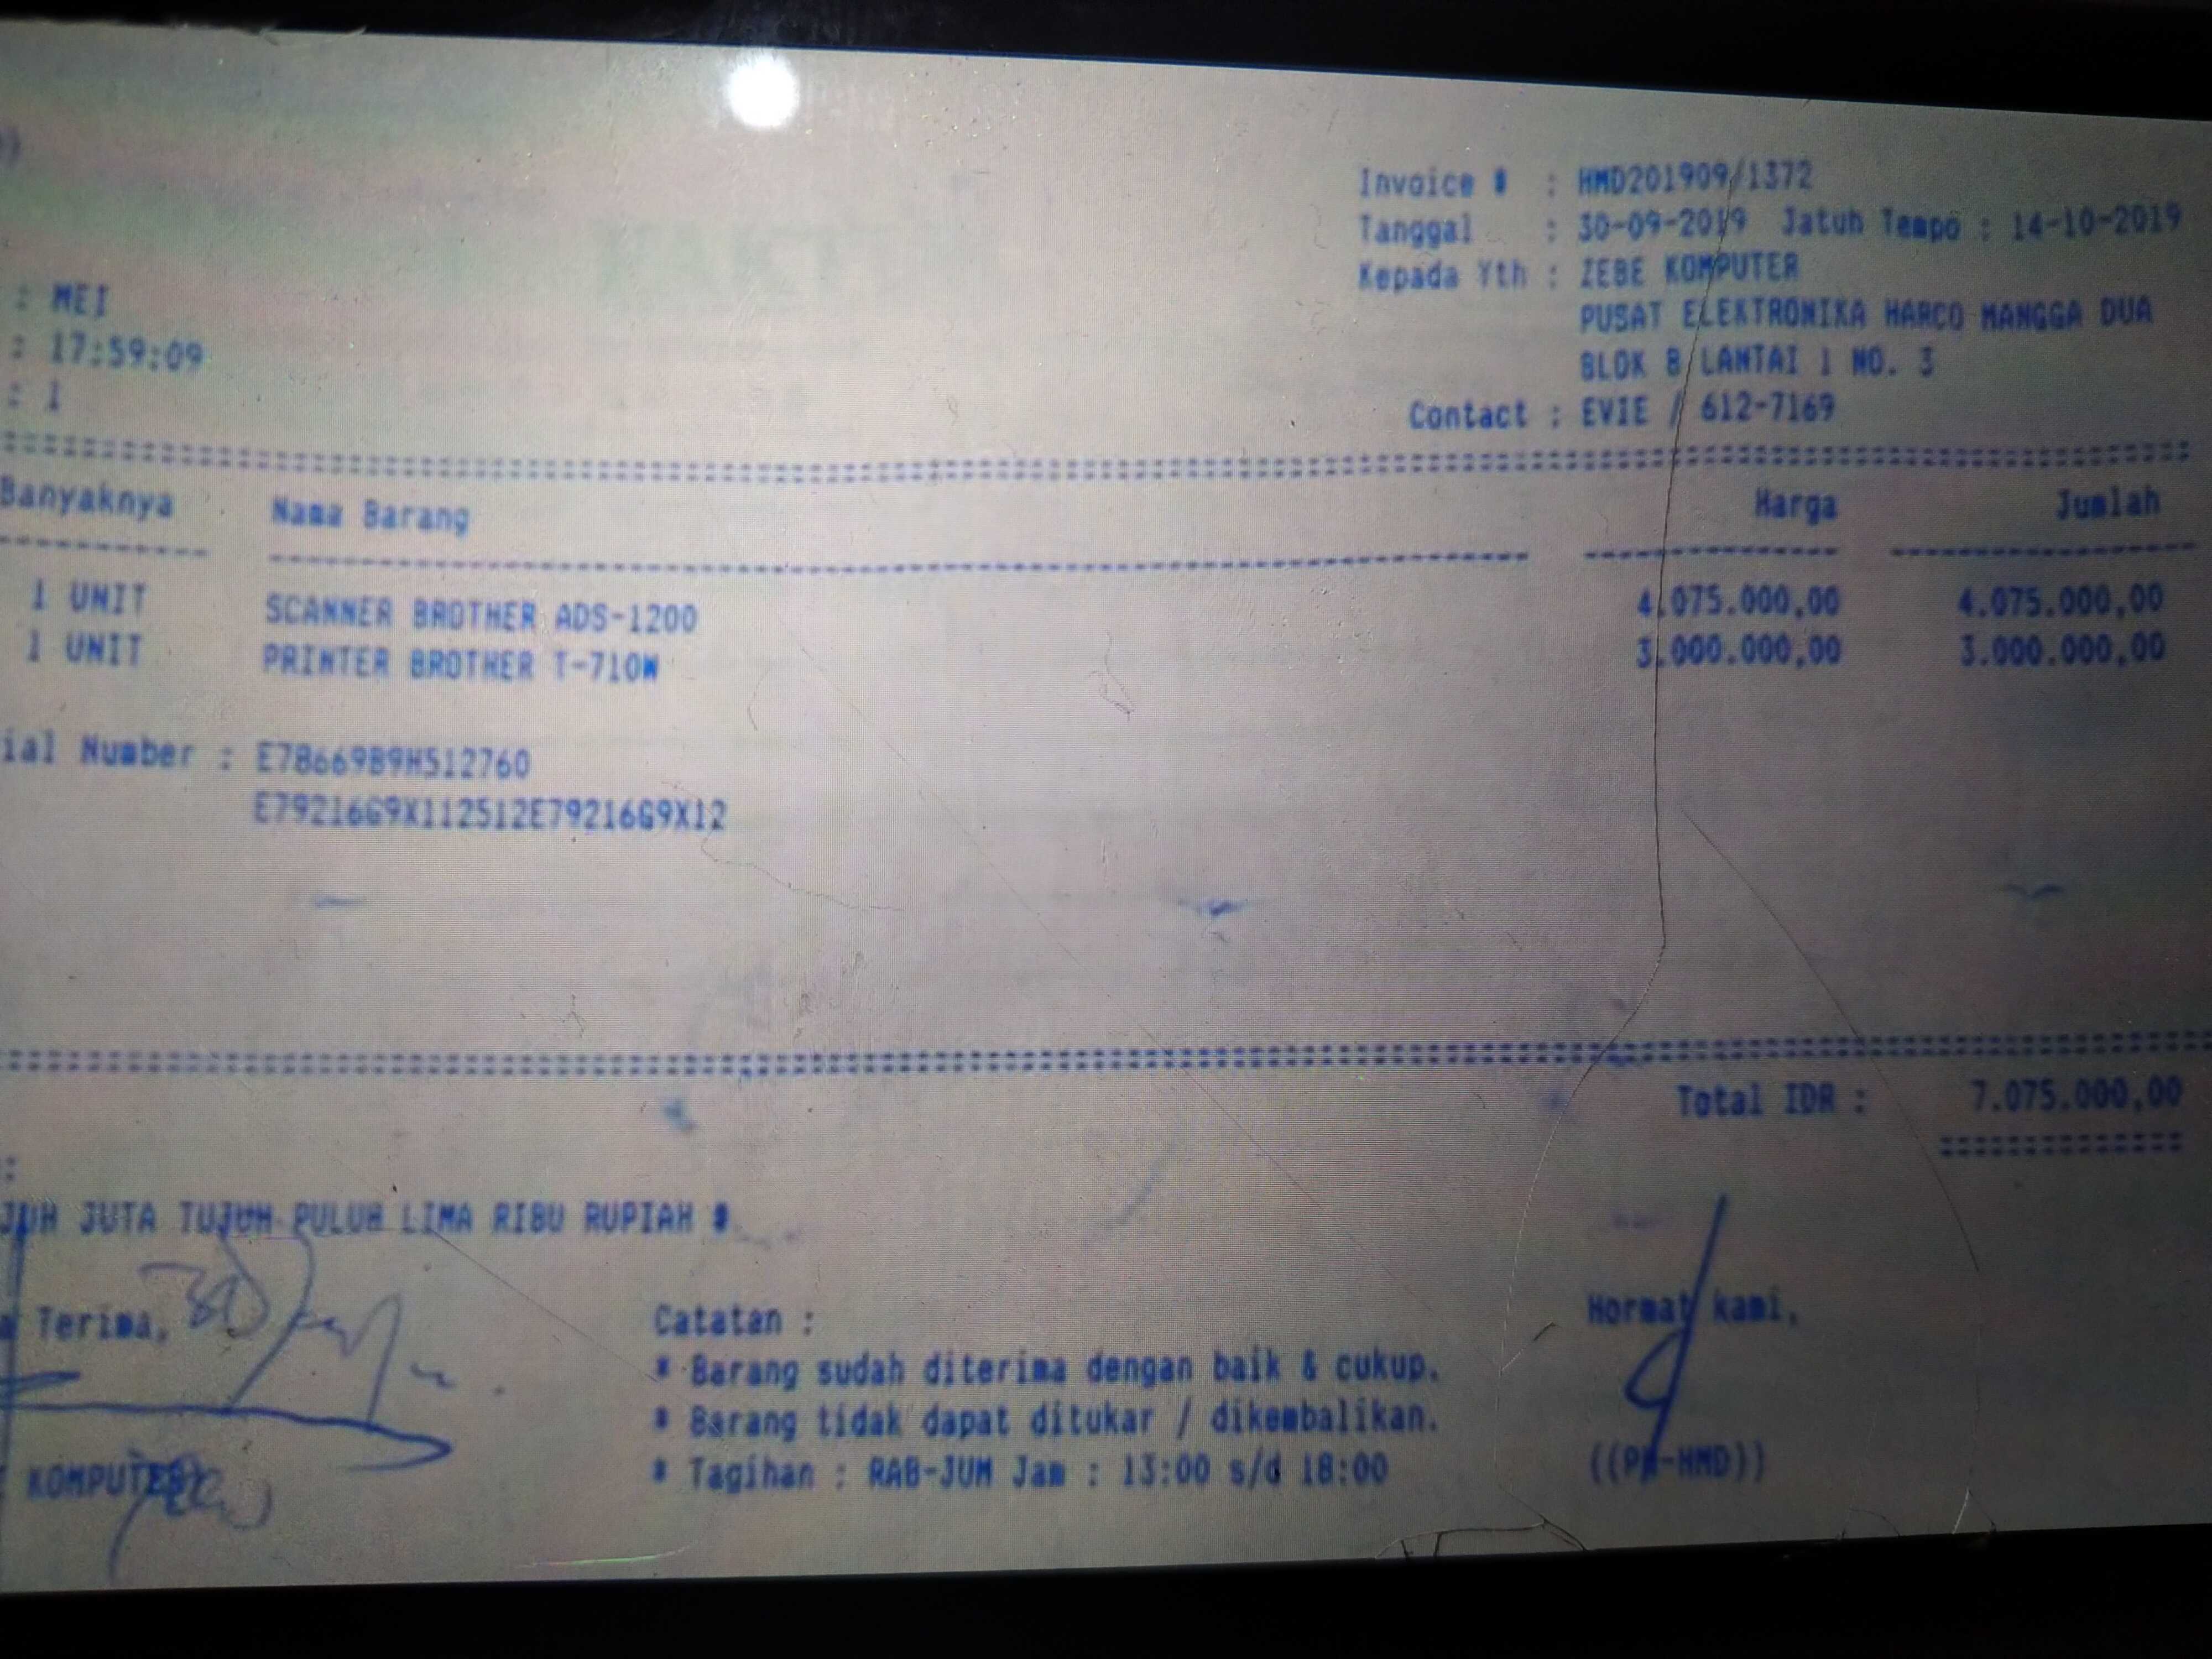 Invoice # : HMD201909/1372
Tanggal : 30-09-2019 Jatuh Tempo : 14-10-2019
Kepada Yth : ZEBE KOMPUTER
: MEI
PUSAT ELEKTRONIKA HARCO MANGGA DUA
: 17:59:09
BLOK B LANTAI 1 NO. 3
: 1
Contact : EVIE / 612-7169
Banyaknya Nama Barang Harga Jumlah
1 UNIT SCANNER BROTHER ADS-1200 4.075.000,00 4.075.000,00
1 UNIT PRINTER BROTHER T-710W 3.000.000,00 3.000.000,00
ial Number : E78669B9H512760
E79216G9X112512E79216G9X12
Total IDR : 7.075.000,00
:
JUH JUTA TUJUH PULUH LIMA RIBU RUPIAH #
a Terima,
Catatan :
Hormat kami,
* Barang sudah diterima dengan baik & cukup.
* Barang tidak dapat ditukar / dikembalikan.
* Tagihan : RAB-JUM Jam : 13:00 s/d 18:00
KOMPUTER
((PM-HMD))